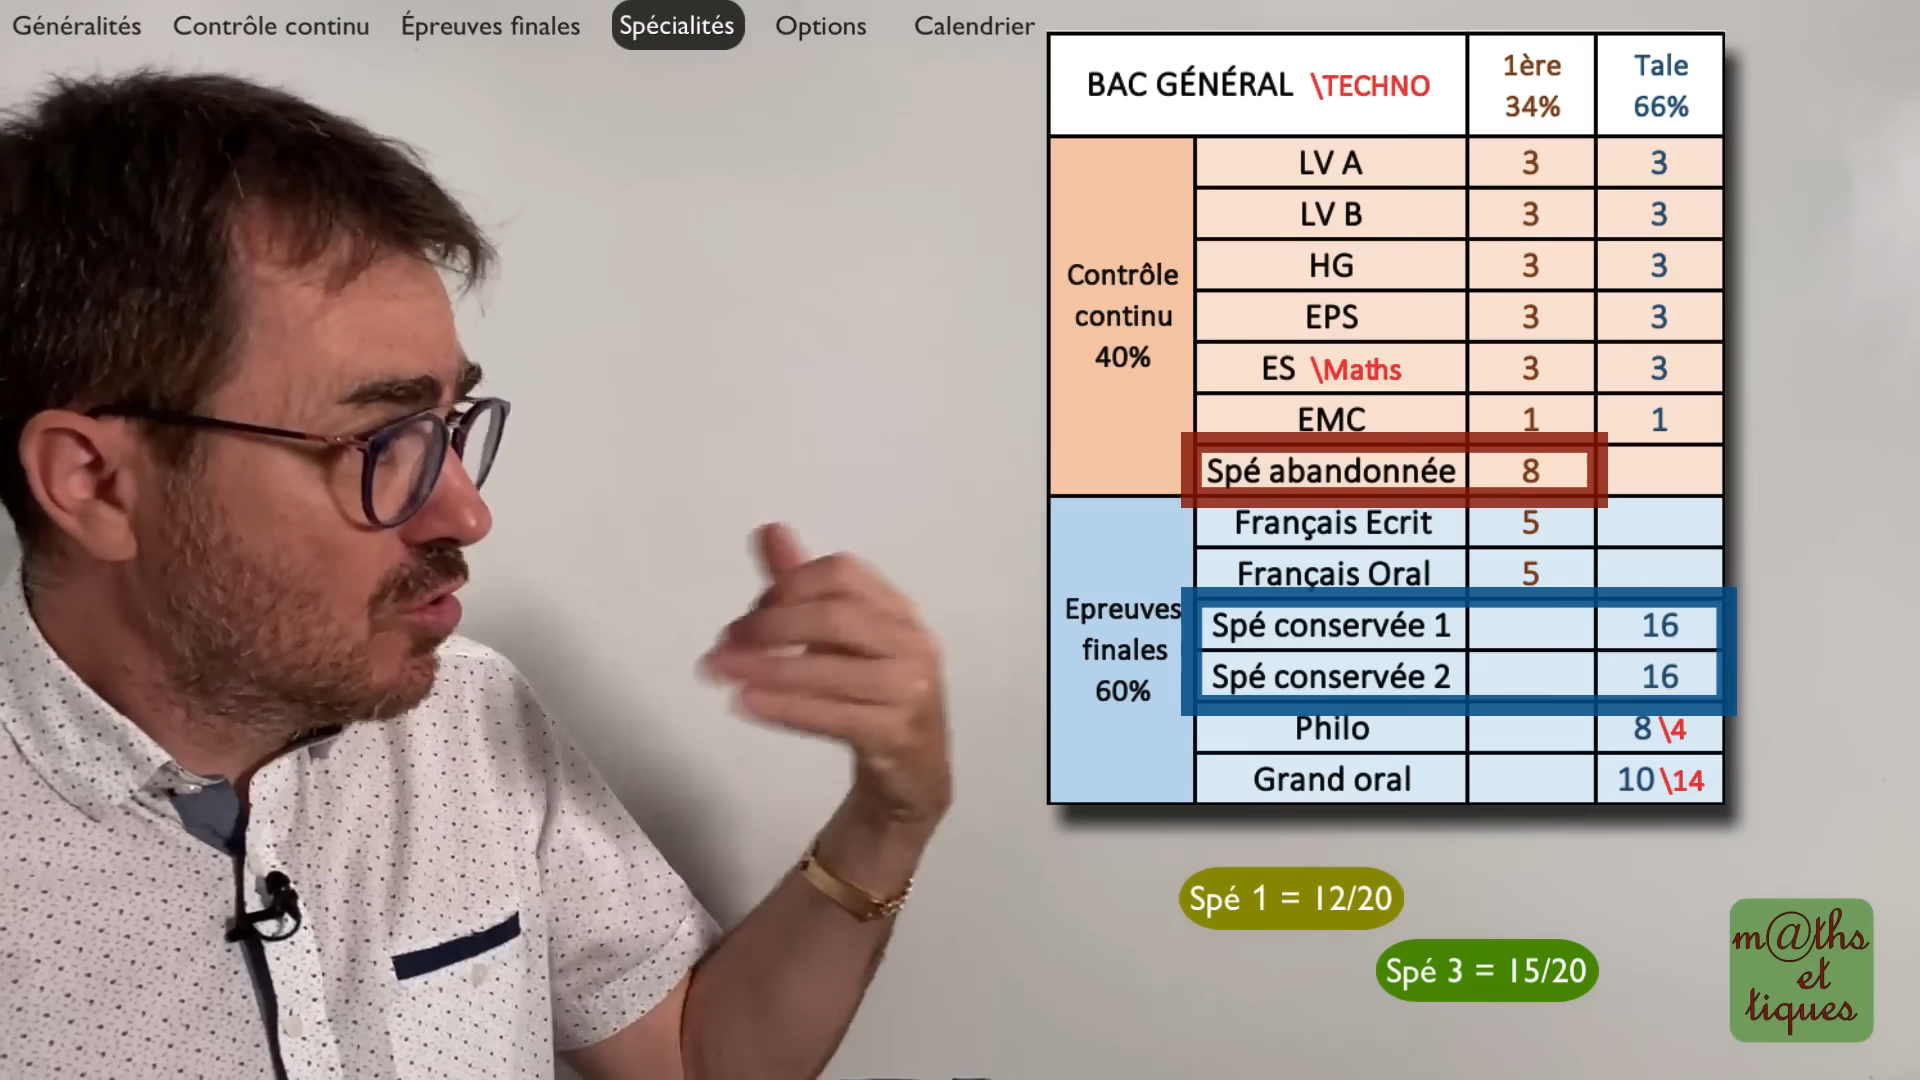 Généralités Contrôle continu Épreuves finales Spécialités Options Calendrier
BAC GÉNÉRAL \TECHNO 1ère 34% Tale 66%
Contrôle continu 40%
LV A 3 3
LV B 3 3
HG 3 3
EPS 3 3
ES \Maths 3 3
EMC 1 1
Spé abandonnée 8
Epreuves finales 60%
Français Ecrit 5
Français Oral 5
Spé conservée 1 16
Spé conservée 2 16
Philo 8 \4
Grand oral 10 \14
Spé 1 = 12/20
Spé 3 = 15/20
m@ths
et
tiques